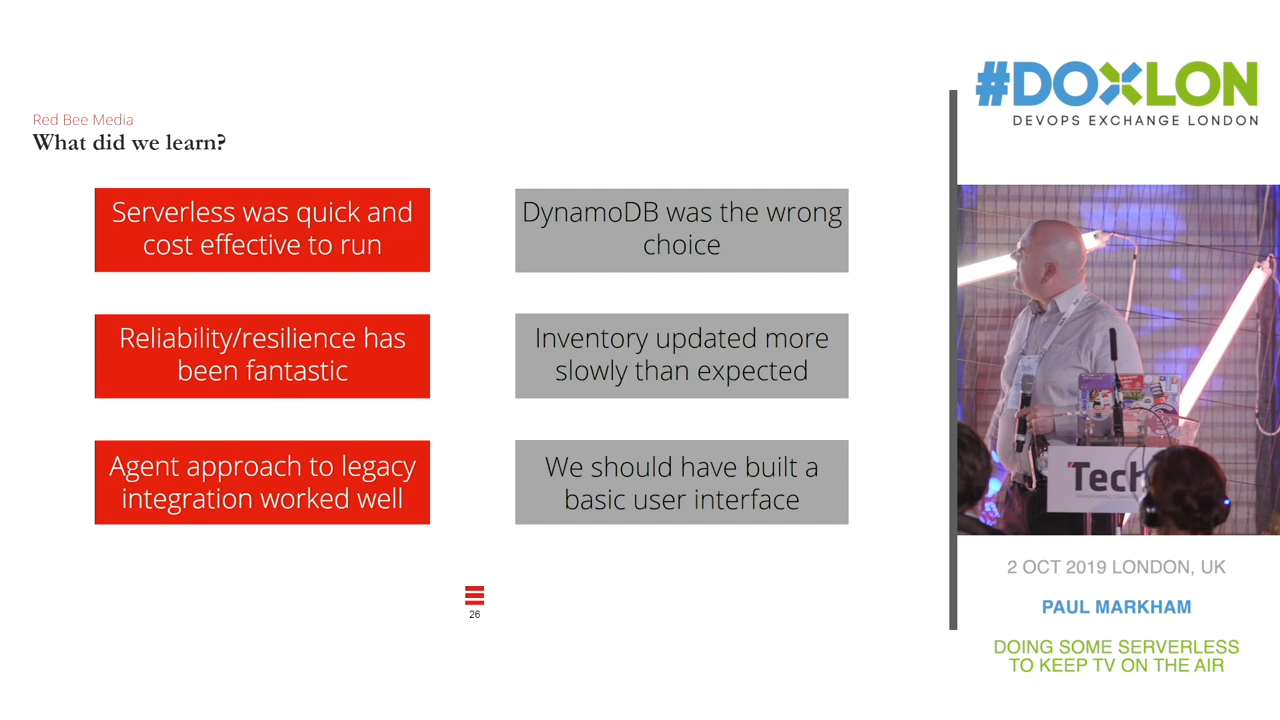 Red Bee Media
What did we learn?
Serverless was quick and
cost effective to run
DynamoDB was the wrong
choice
Reliability/resilience has
been fantastic
Inventory updated more
slowly than expected
Agent approach to legacy
integration worked well
We should have built a
basic user interface
26
#DOXLON
DEVOPS EXCHANGE LONDON
Tech
2 OCT 2019 LONDON, UK
PAUL MARKHAM
DOING SOME SERVERLESS
TO KEEP TV ON THE AIR